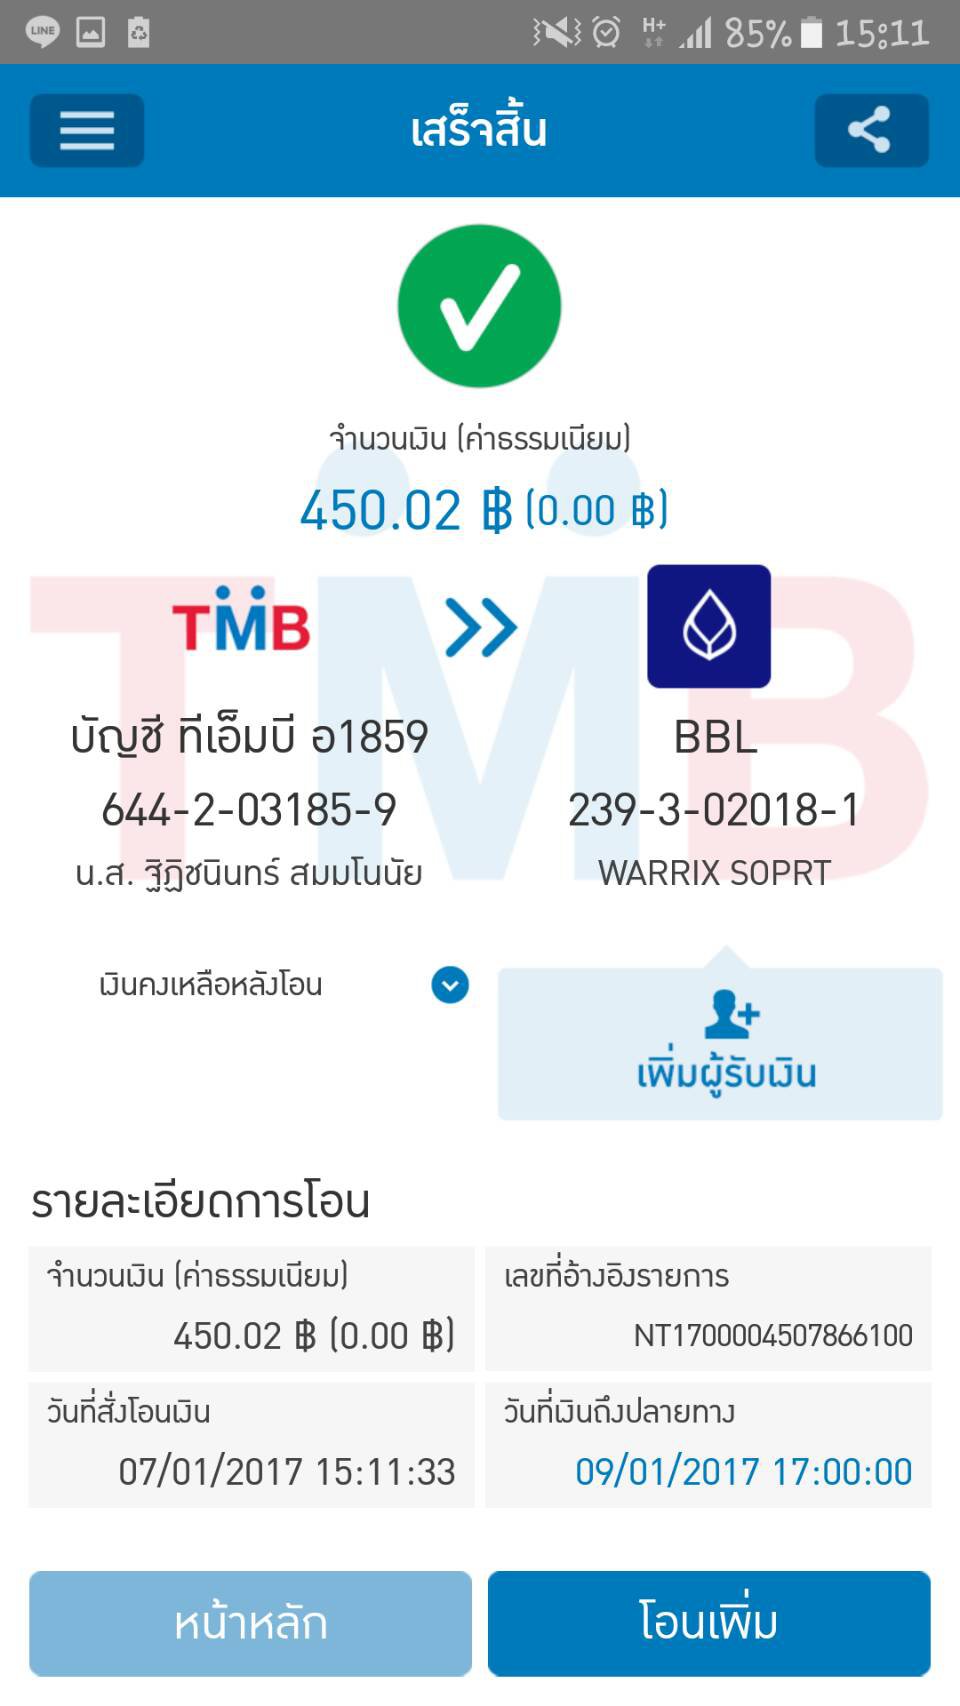 LINE
H+ 85% 15:11
เสร็จสิ้น
จำนวนเงิน (ค่าธรรมเนียม)
450.02 ฿ (0.00 ฿)
TMB
บัญชี ทีเอ็มบี อ1859
BBL
644-2-03185-9
239-3-02018-1
น.ส. ฐิฏิชนินทร์ สมมโนนัย
WARRIX SOPRT
เงินคงเหลือหลังโอน
เพิ่มผู้รับเงิน
รายละเอียดการโอน
จำนวนเงิน (ค่าธรรมเนียม)
450.02 ฿ (0.00 ฿)
เลขที่อ้างอิงรายการ
NT1700004507866100
วันที่สั่งโอนเงิน
07/01/2017 15:11:33
วันที่เงินถึงปลายทาง
09/01/2017 17:00:00
หน้าหลัก
โอนเพิ่ม